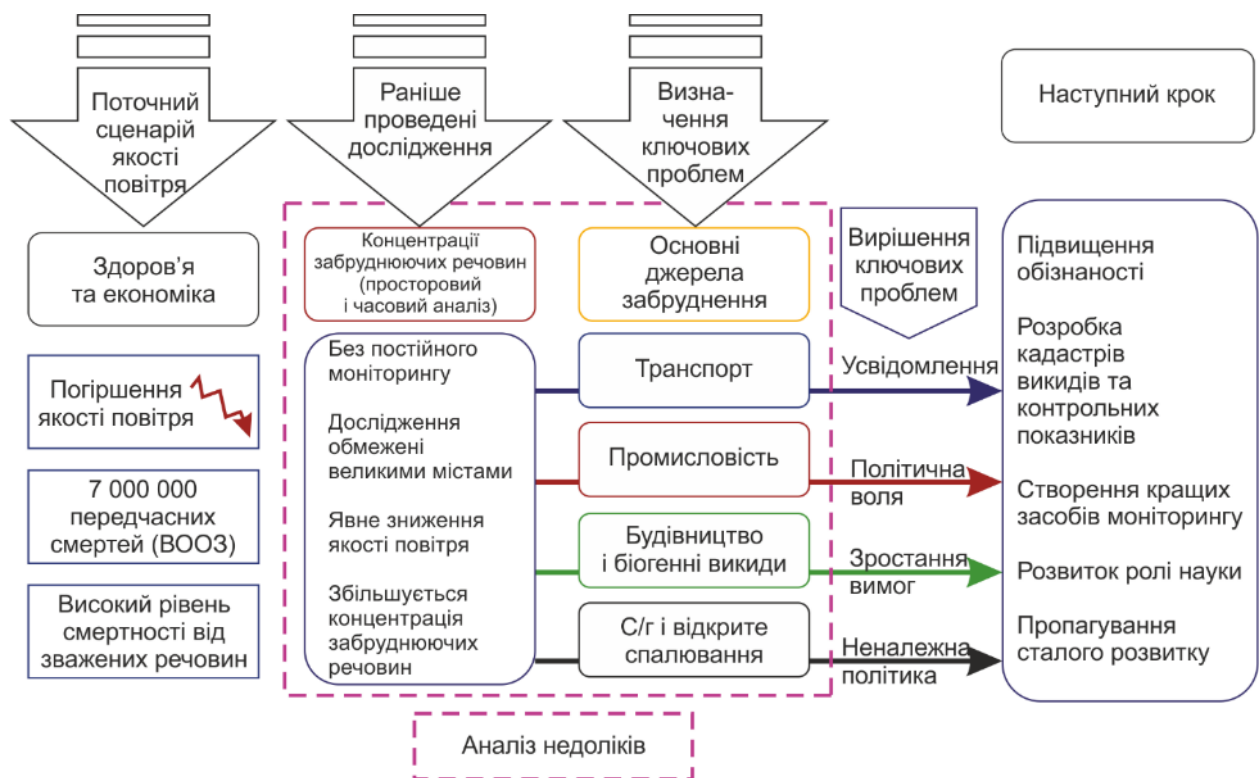 Поточний
сценарій
якості
повітря
Раніше
проведені
дослідження
Визна-
чення
ключових
проблем
Наступний крок
Здоров’я
та економіка
Погіршення
якості повітря
7 000 000
передчасних
смертей (ВООЗ)
Високий рівень
смертності від
зважених речовин
Концентрації
забруднюючих речовин
(просторовий
і часовий аналіз)
Без постійного
моніторингу
Дослідження
обмежені
великими містами
Явне зниження
якості повітря
Збільшується
концентрація
забруднюючих
речовин
Основні
джерела
забруднення
Транспорт
Промисловість
Будівництво
і біогенні викиди
С/г і відкрите
спалювання
Вирішення
ключових
проблем
Усвідомлення
Політична
воля
Зростання
вимог
Неналежна
політика
Підвищення
обізнаності
Розробка
кадастрів
викидів та
контрольних
показників
Створення кращих
засобів моніторингу
Розвиток ролі науки
Пропагування
сталого розвитку
Аналіз недоліків